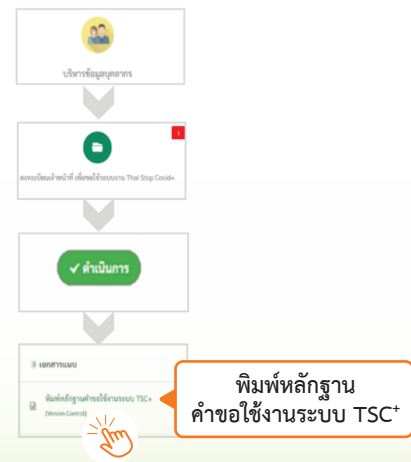 บริหารข้อมูลบุคลากร
1
ลงทะเบียนเจ้าหน้าที่ เพื่อขอใช้ระบบงาน Thai Stop Covid+
ดำเนินการ
เอกสารแนบ
พิมพ์หลักฐานคำขอใช้งานระบบ TSC+
(Version Control)
พิมพ์หลักฐาน
คำขอใช้งานระบบ TSC+